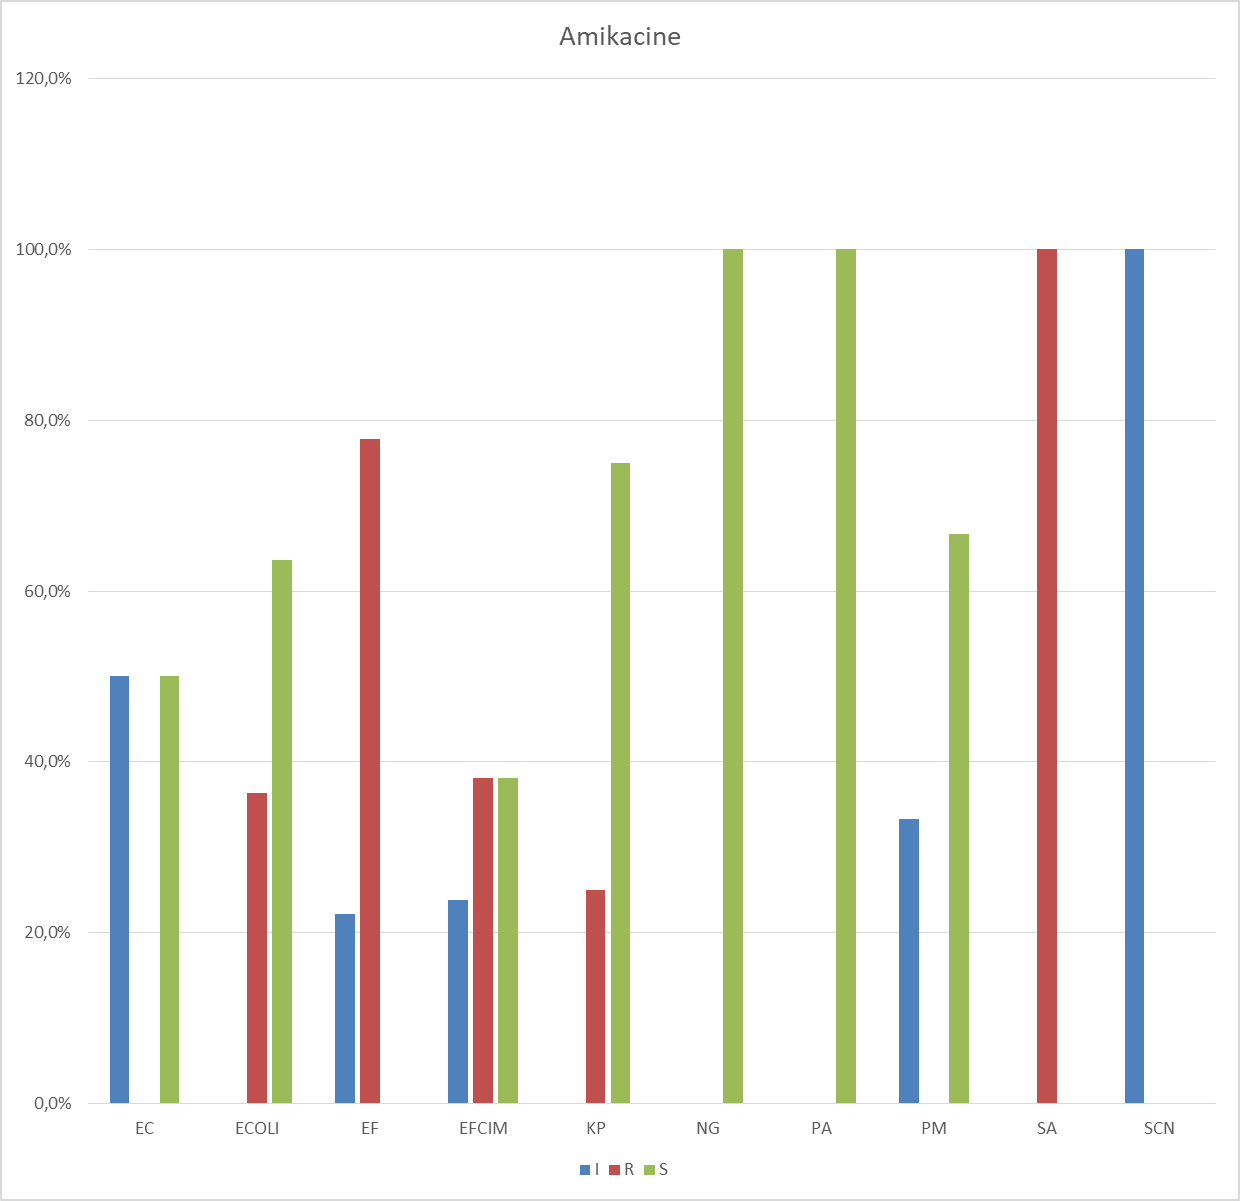 Amikacine
120,0%
100,0%
80,0%
60,0%
40,0%
20,0%
0,0%
EC ECOLI EF EFCIM KP NG PA PM SA SCN
I R S